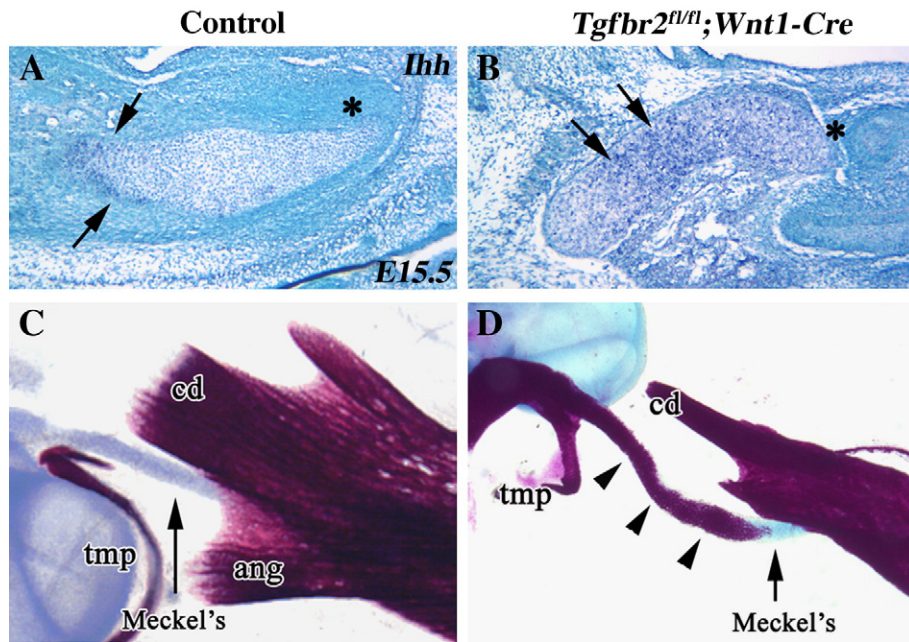 Control
Tgfbr2fl/fl;Wnt1-Cre
A
Ihh
*
E15.5
B
*
C
cd
tmp
ang
Meckel's
D
cd
tmp
Meckel's